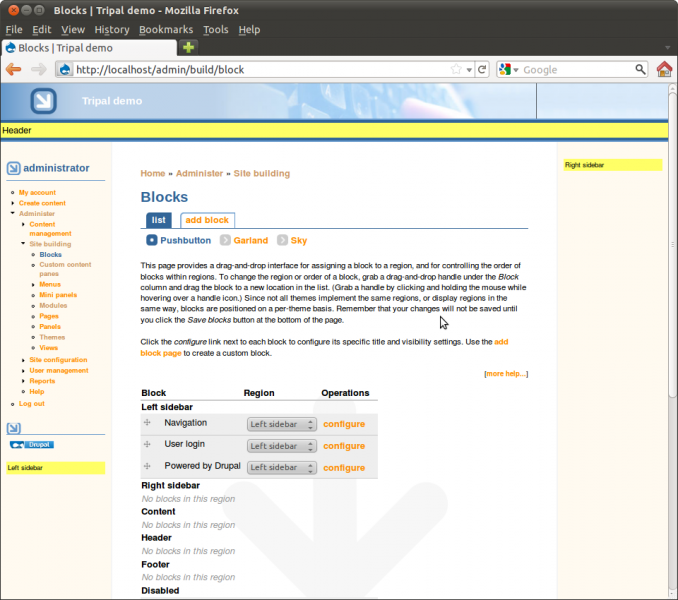 Blocks | Tripal demo - Mozilla Firefox
File Edit View History Bookmarks Tools Help
Blocks | Tripal demo
http://localhost/admin/build/block
Google
Tripal demo
Header
administrator
My account
Create content
Administer
Content
management
Site building
Blocks
Custom content
panes
Menus
Mini panels
Modules
Pages
Panels
Themes
Views
Site configuration
User management
Reports
Help
Log out
Drupal
Left sidebar
Home » Administer » Site building
Blocks
list add block
Pushbutton Garland Sky
This page provides a drag-and-drop interface for assigning a block to a region, and for controlling the order of
blocks within regions. To change the region or order of a block, grab a drag-and-drop handle under the Block
column and drag the block to a new location in the list. (Grab a handle by clicking and holding the mouse while
hovering over a handle icon.) Since not all themes implement the same regions, or display regions in the
same way, blocks are positioned on a per-theme basis. Remember that your changes will not be saved until
you click the Save blocks button at the bottom of the page.
Click the configure link next to each block to configure its specific title and visibility settings. Use the add
block page to create a custom block.
[more help...]
Block Region Operations
Left sidebar
Navigation Left sidebar configure
User login Left sidebar configure
Powered by Drupal Left sidebar configure
Right sidebar
No blocks in this region
Content
No blocks in this region
Header
No blocks in this region
Footer
No blocks in this region
Disabled
Right sidebar